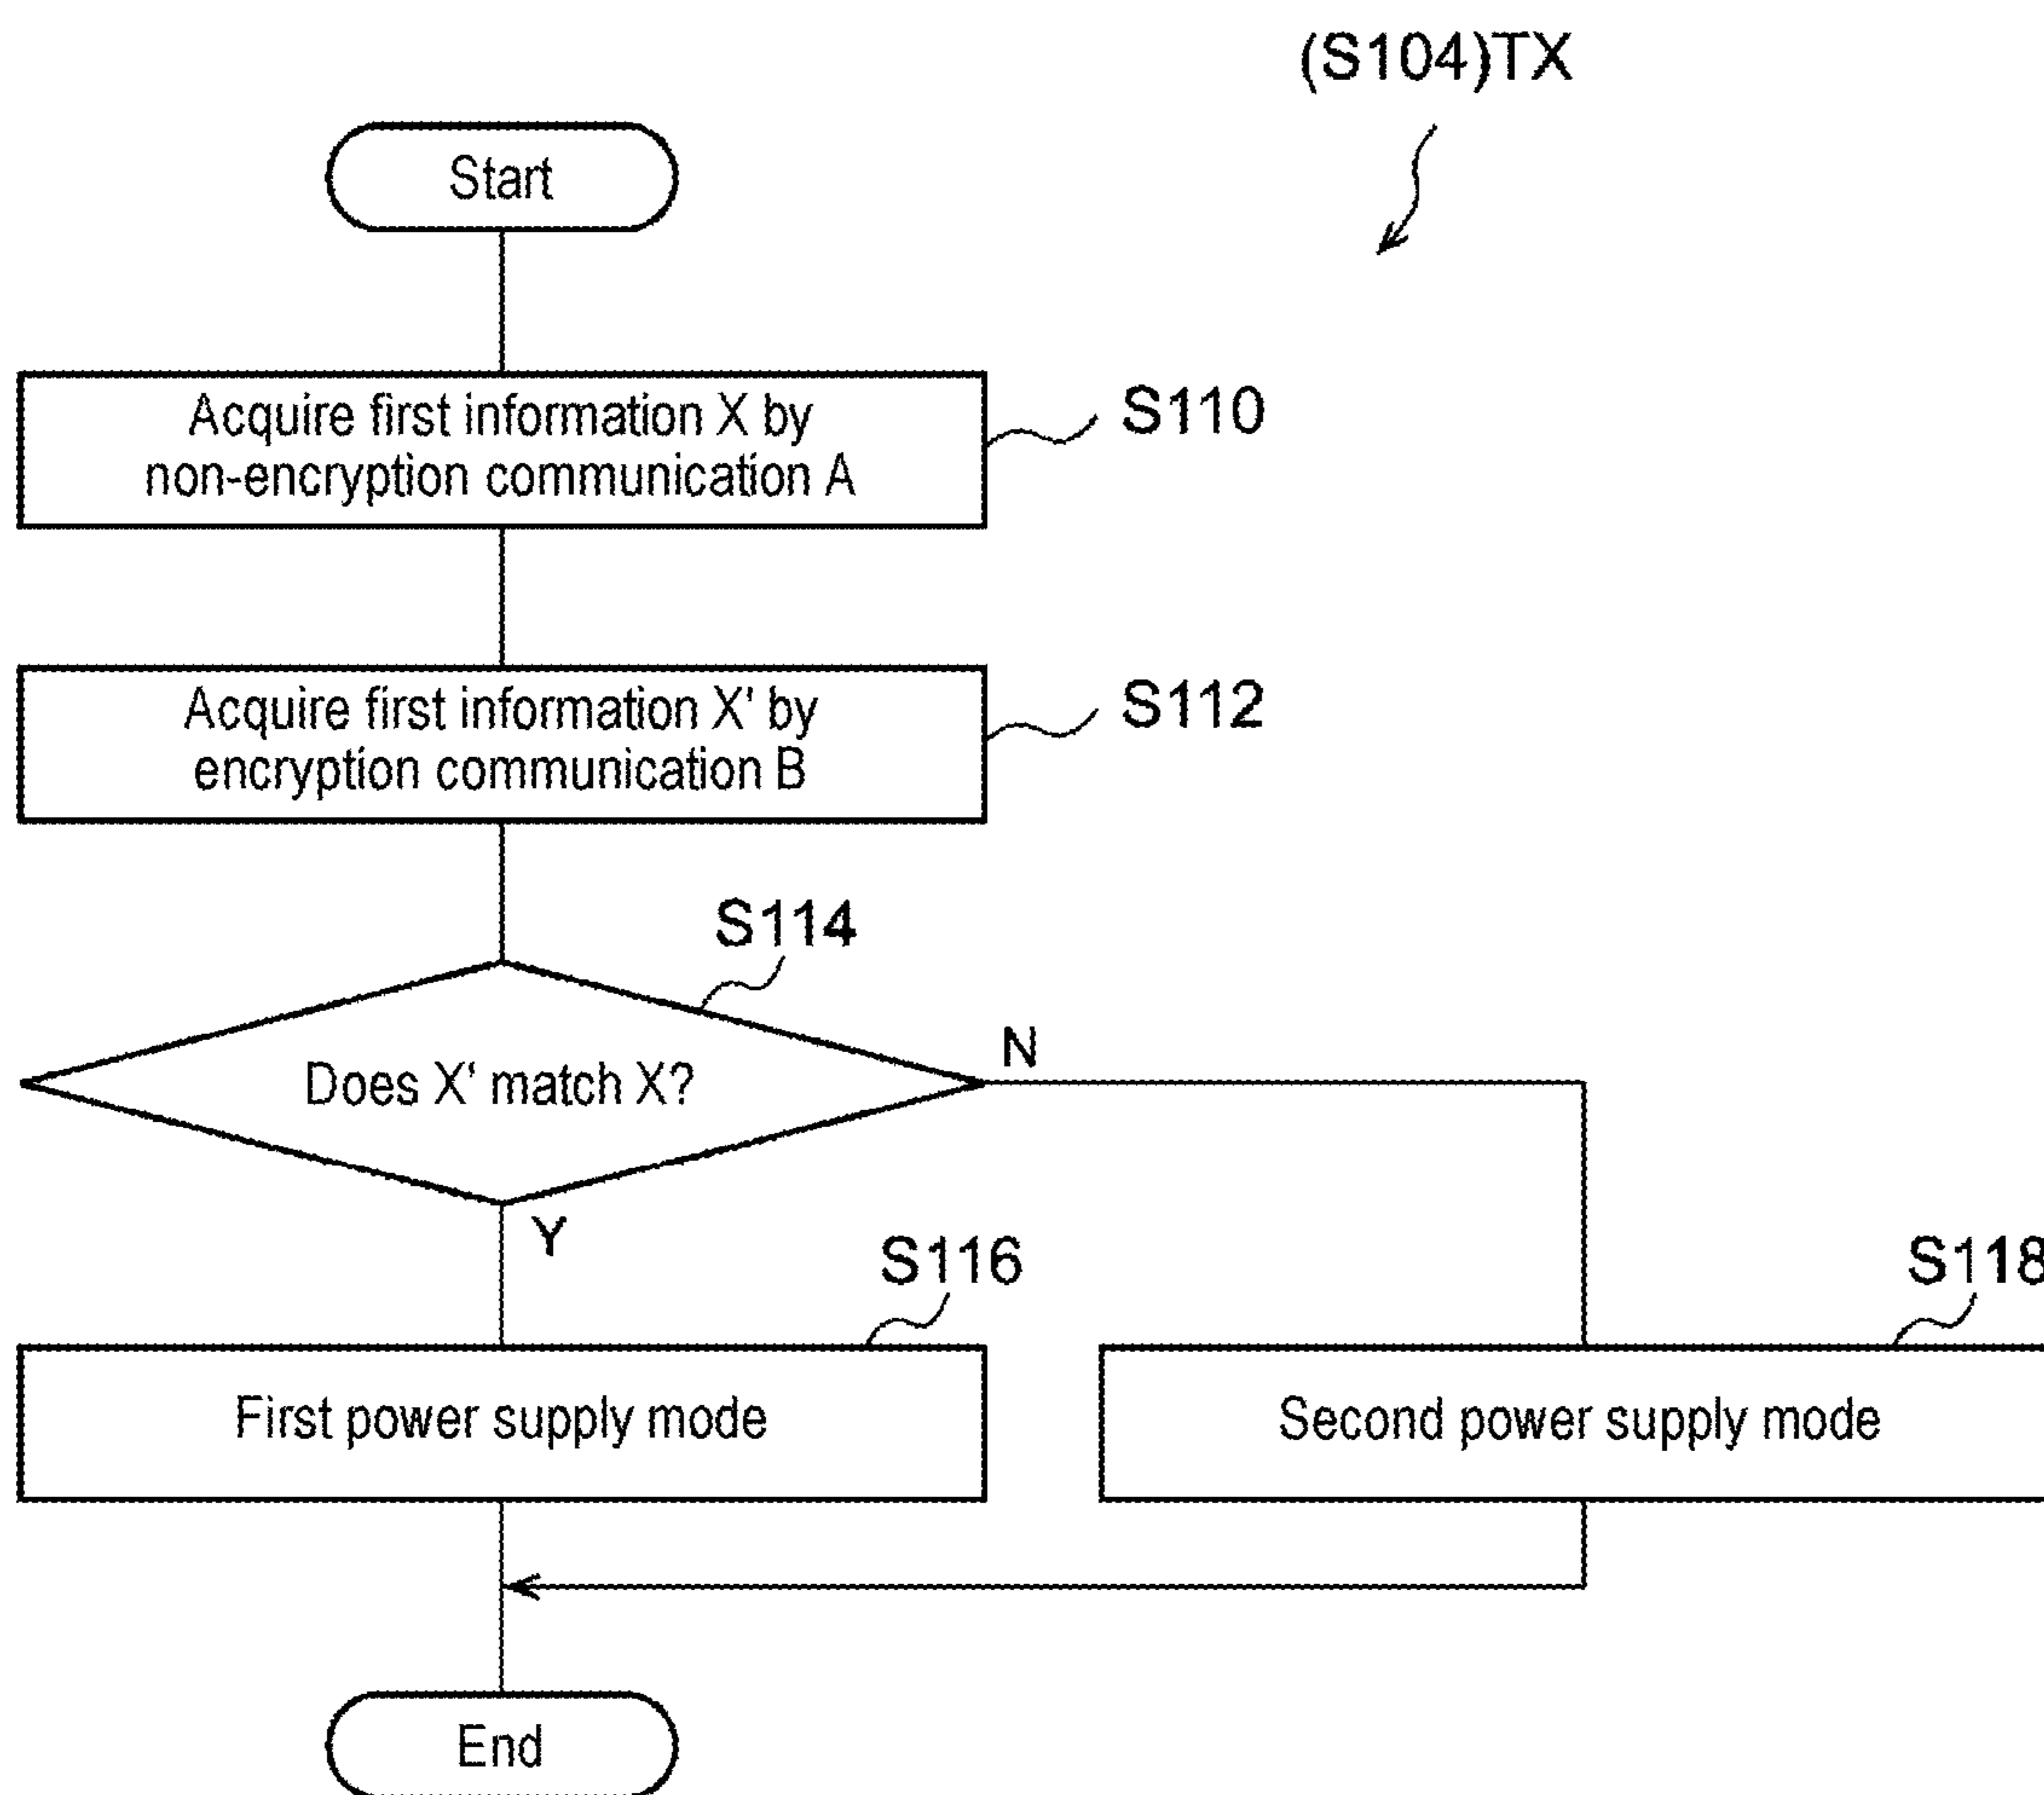 (S104)TX
Start
Acquire first information X by
non-encryption communication A
S110
Acquire first information X' by
encryption communication B
S112
S114
Does X' match X?
N
Y
S116
First power supply mode
S118
Second power supply mode
End